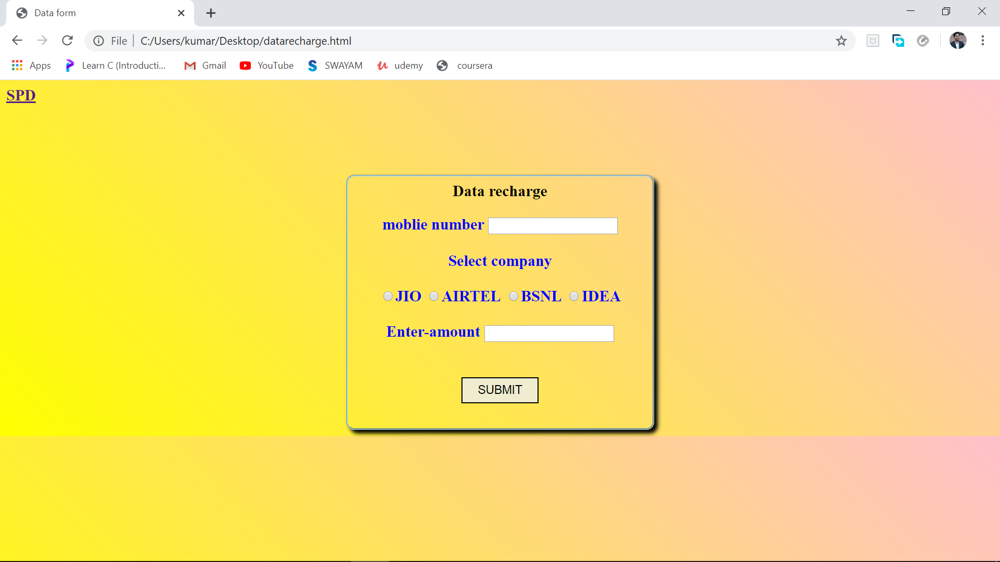 Data form
File C:/Users/kumar/Desktop/datarecharge.html
Apps Learn C (Introducti... Gmail YouTube SWAYAM udemy coursera
SPD
Data recharge
moblie number
Select company
JIO AIRTEL BSNL IDEA
Enter-amount
SUBMIT